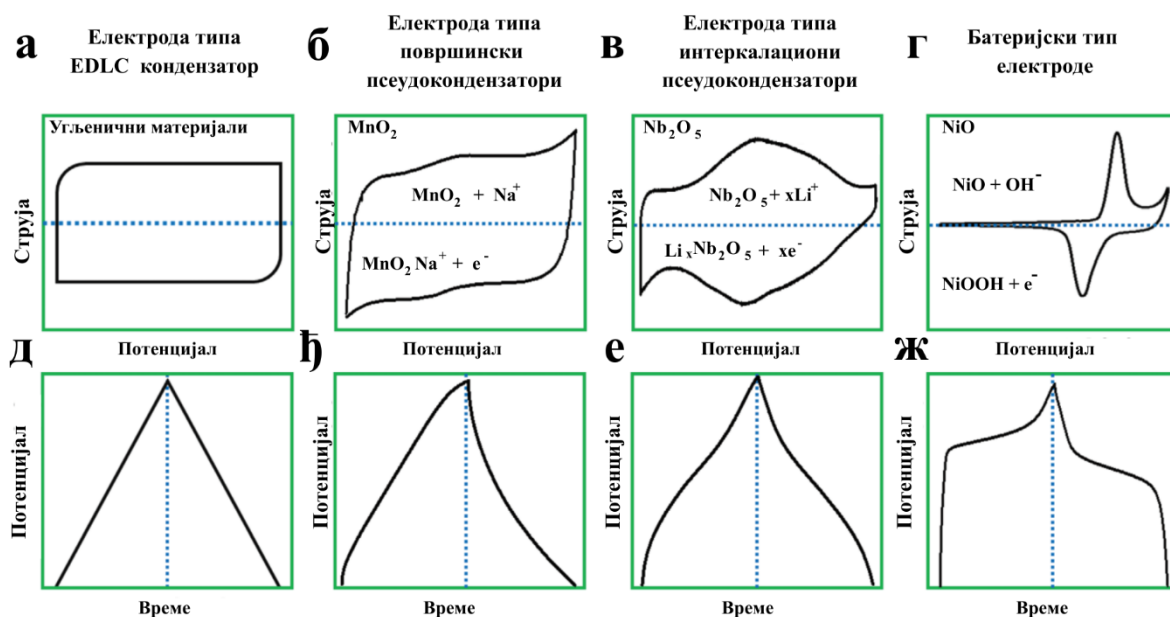 а
Електрода типа
EDLC кондензатор
б
Електрода типа
површински
псеудокондензатори
в
Електрода типа
интеркалациони
псеудокондензатори
г
Батеријски тип
електроде
Струја
Угљенични материјали
Потенцијал
Струја
MnO₂
MnO₂ + Na⁺
MnO₂ Na⁺ + e⁻
Потенцијал
Струја
Nb₂O₅
Nb₂O₅ + xLi⁺
LiₓNb₂O₅ + xe⁻
Потенцијал
Струја
NiO
NiO + OH⁻
NiOOH + e⁻
Потенцијал
д
Потенцијал
Време
ђ
Потенцијал
Време
е
Потенцијал
Време
ж
Потенцијал
Време